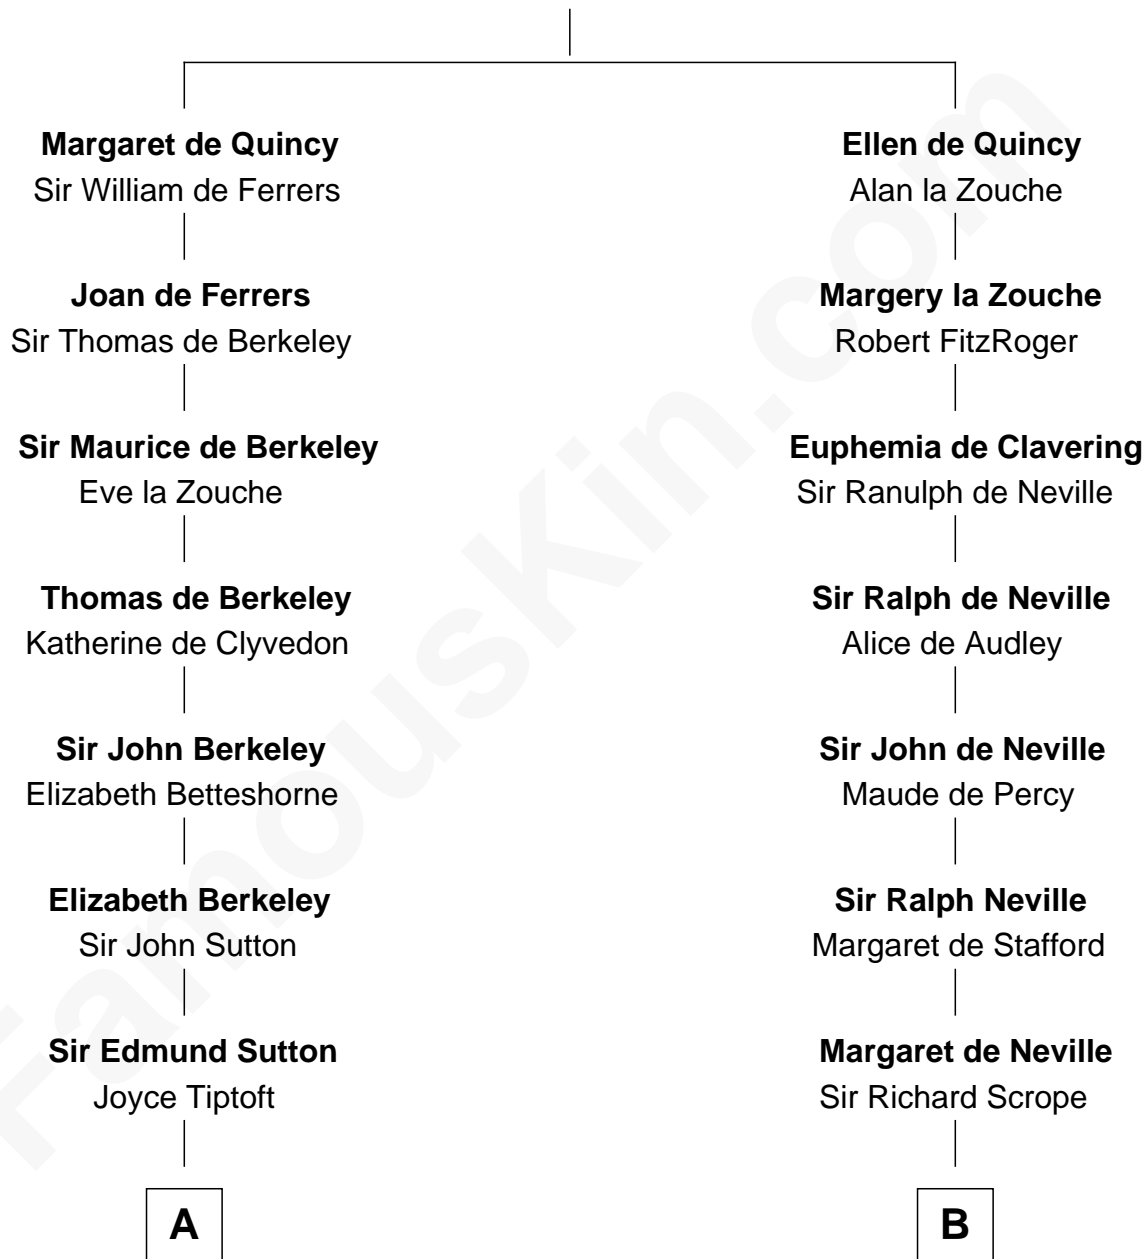 Margaret de Quincy
Sir William de Ferrers
Joan de Ferrers
Sir Thomas de Berkeley
Sir Maurice de Berkeley
Eve la Zouche
Thomas de Berkeley
Katherine de Clyvedon
Sir John Berkeley
Elizabeth Betteshorne
Elizabeth Berkeley
Sir John Sutton
Sir Edmund Sutton
Joyce Tiptoft
A
Ellen de Quincy
Alan la Zouche
Margery la Zouche
Robert FitzRoger
Euphemia de Clavering
Sir Ranulph de Neville
Sir Ralph de Neville
Alice de Audley
Sir John de Neville
Maude de Percy
Sir Ralph Neville
Margaret de Stafford
Margaret de Neville
Sir Richard Scrope
B
FamousKin.com